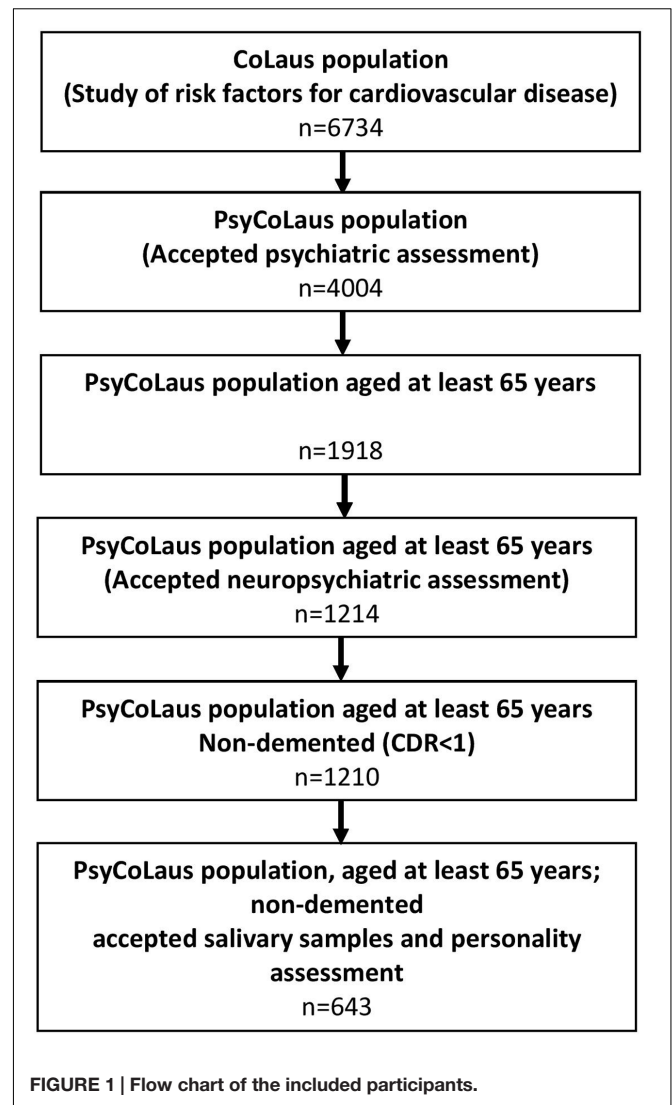 CoLaus population
(Study of risk factors for cardiovascular disease)
n=6734
PsyCoLaus population
(Accepted psychiatric assessment)
n=4004
PsyCoLaus population aged at least 65 years
n=1918
PsyCoLaus population aged at least 65 years
(Accepted neuropsychiatric assessment)
n=1214
PsyCoLaus population aged at least 65 years
Non-demented (CDR<1)
n=1210
PsyCoLaus population, aged at least 65 years;
non-demented
accepted salivary samples and personality
assessment
n=643
FIGURE 1 | Flow chart of the included participants.